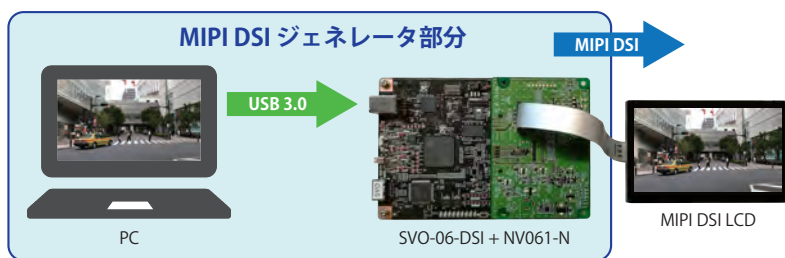 MIPI DSI ジェネレータ部分
MIPI DSI
USB 3.0
PC
SVO-06-DSI + NV061-N
MIPI DSI LCD